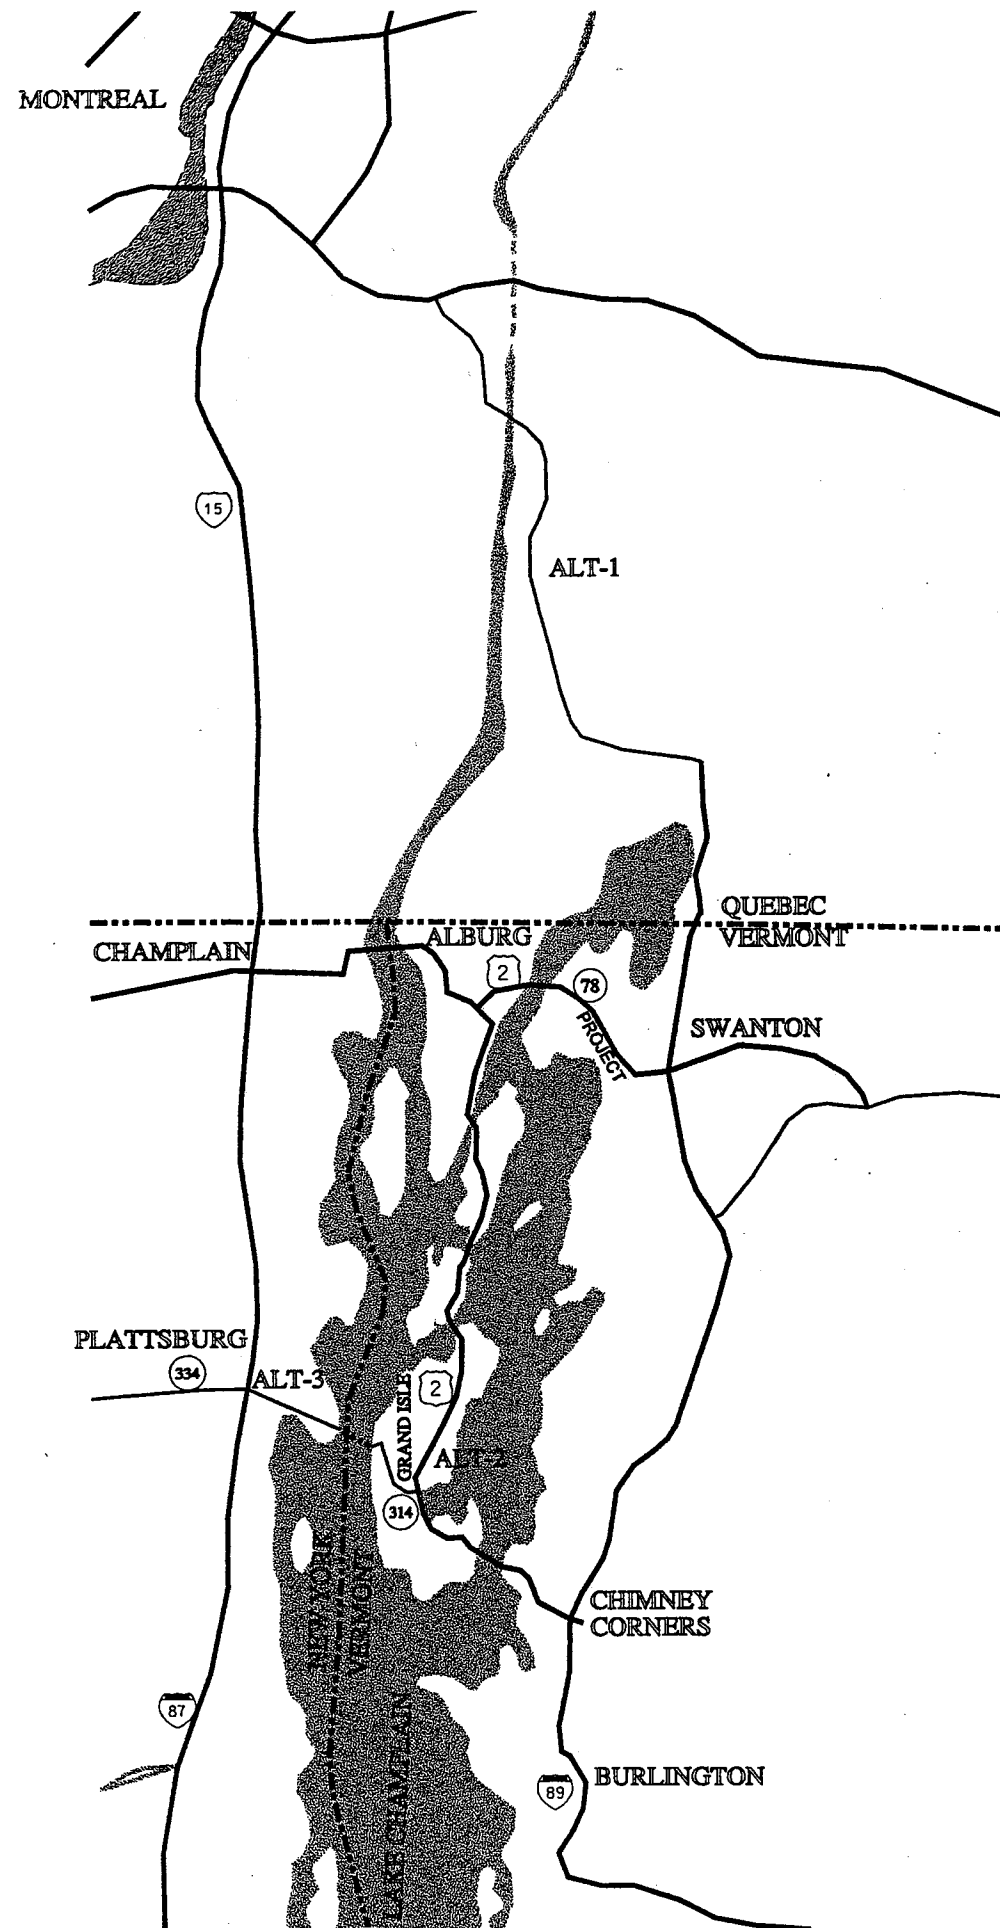 MONTREAL
15
ALT-1
QUEBEC
VERMONT
CHAMPLAIN
ALBURG
2
78
PROJECT
SWANTON
PLATTSBURG
334
ALT-3
GRAND ISLE
2
ALT-2
314
NEW YORK
VERMONT
CHIMNEY
CORNERS
87
LAKE CHAMPLAIN
89
BURLINGTON